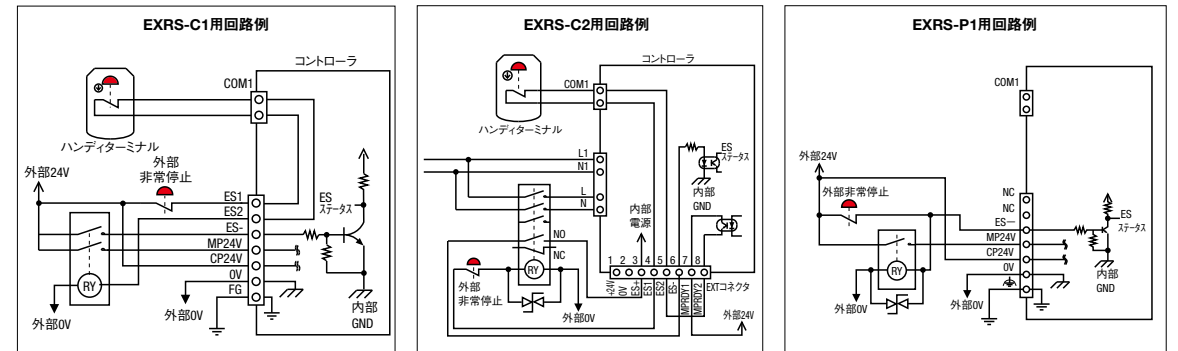 EXRS-C1用回路例
コントローラ
COM1
ハンディターミナル
外部24V
外部
非常停止
ES1
ES2
ES-
MP24V
CP24V
0V
FG
ES
ステータス
RY
外部0V
外部0V
内部
GND
EXRS-C2用回路例
コントローラ
COM1
ハンディターミナル
L1
N1
L
N
ES
ステータス
内部
GND
内部
電源
NO
NC
RY
外部
非常停止
外部0V
1 2 3 4 5 6 7 8
+24V
0V
ES+
ES1
ES2
ES-
MPRDY1
MPRDY2
EXTコネクタ
外部24V
EXRS-P1用回路例
COM1
外部24V
外部非常停止
NC
NC
ES－
MP24V
CP24V
0V
ES
ステータス
RY
外部0V
外部0V
内部
GND